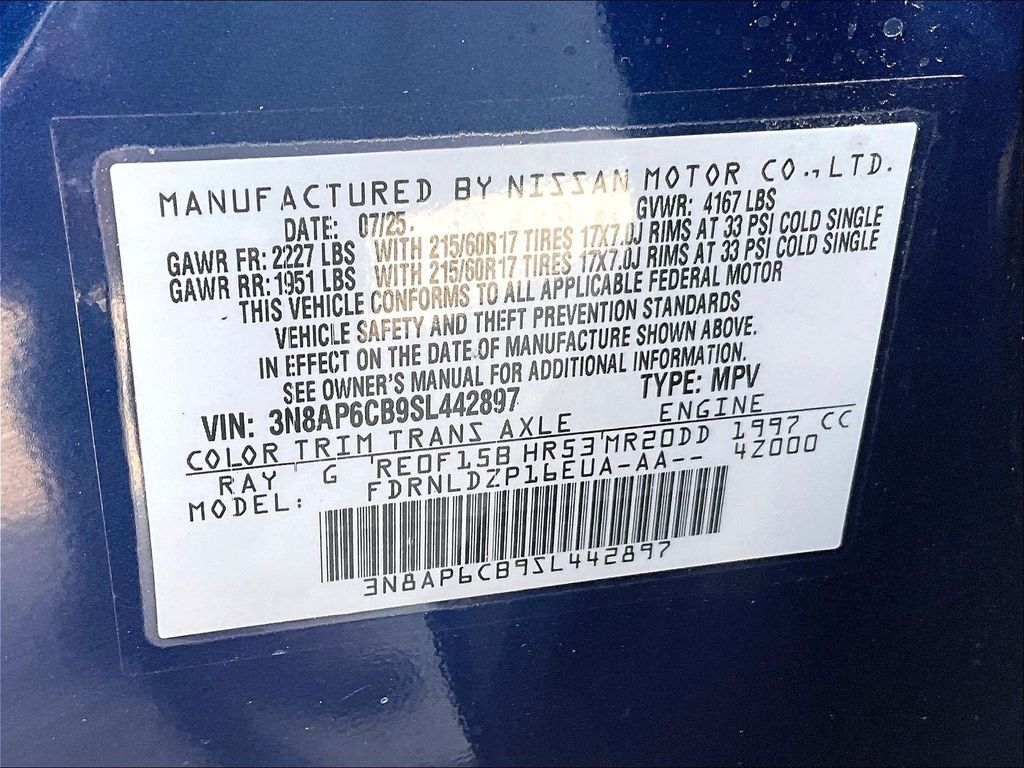 MANUFACTURED BY NISSAN MOTOR CO., LTD.
DATE: 07/25 GVWR: 4167 LBS
GAWR FR: 2227 LBS WITH 215/60R17 TIRES 17X7.0J RIMS AT 33 PSI COLD SINGLE
GAWR RR: 1951 LBS WITH 215/60R17 TIRES 17X7.0J RIMS AT 33 PSI COLD SINGLE
THIS VEHICLE CONFORMS TO ALL APPLICABLE FEDERAL MOTOR
VEHICLE SAFETY AND THEFT PREVENTION STANDARDS
IN EFFECT ON THE DATE OF MANUFACTURE SHOWN ABOVE.
SEE OWNER'S MANUAL FOR ADDITIONAL INFORMATION.
VIN: 3N8AP6CB9SL442897 TYPE: MPV
COLOR TRIM TRANS AXLE ENGINE
RAY G RE0F15B HR53 MR20DD 1997 CC
MODEL: FDRNLDZP16EUA-AA-- 4Z000
3N8AP6CB9SL442897